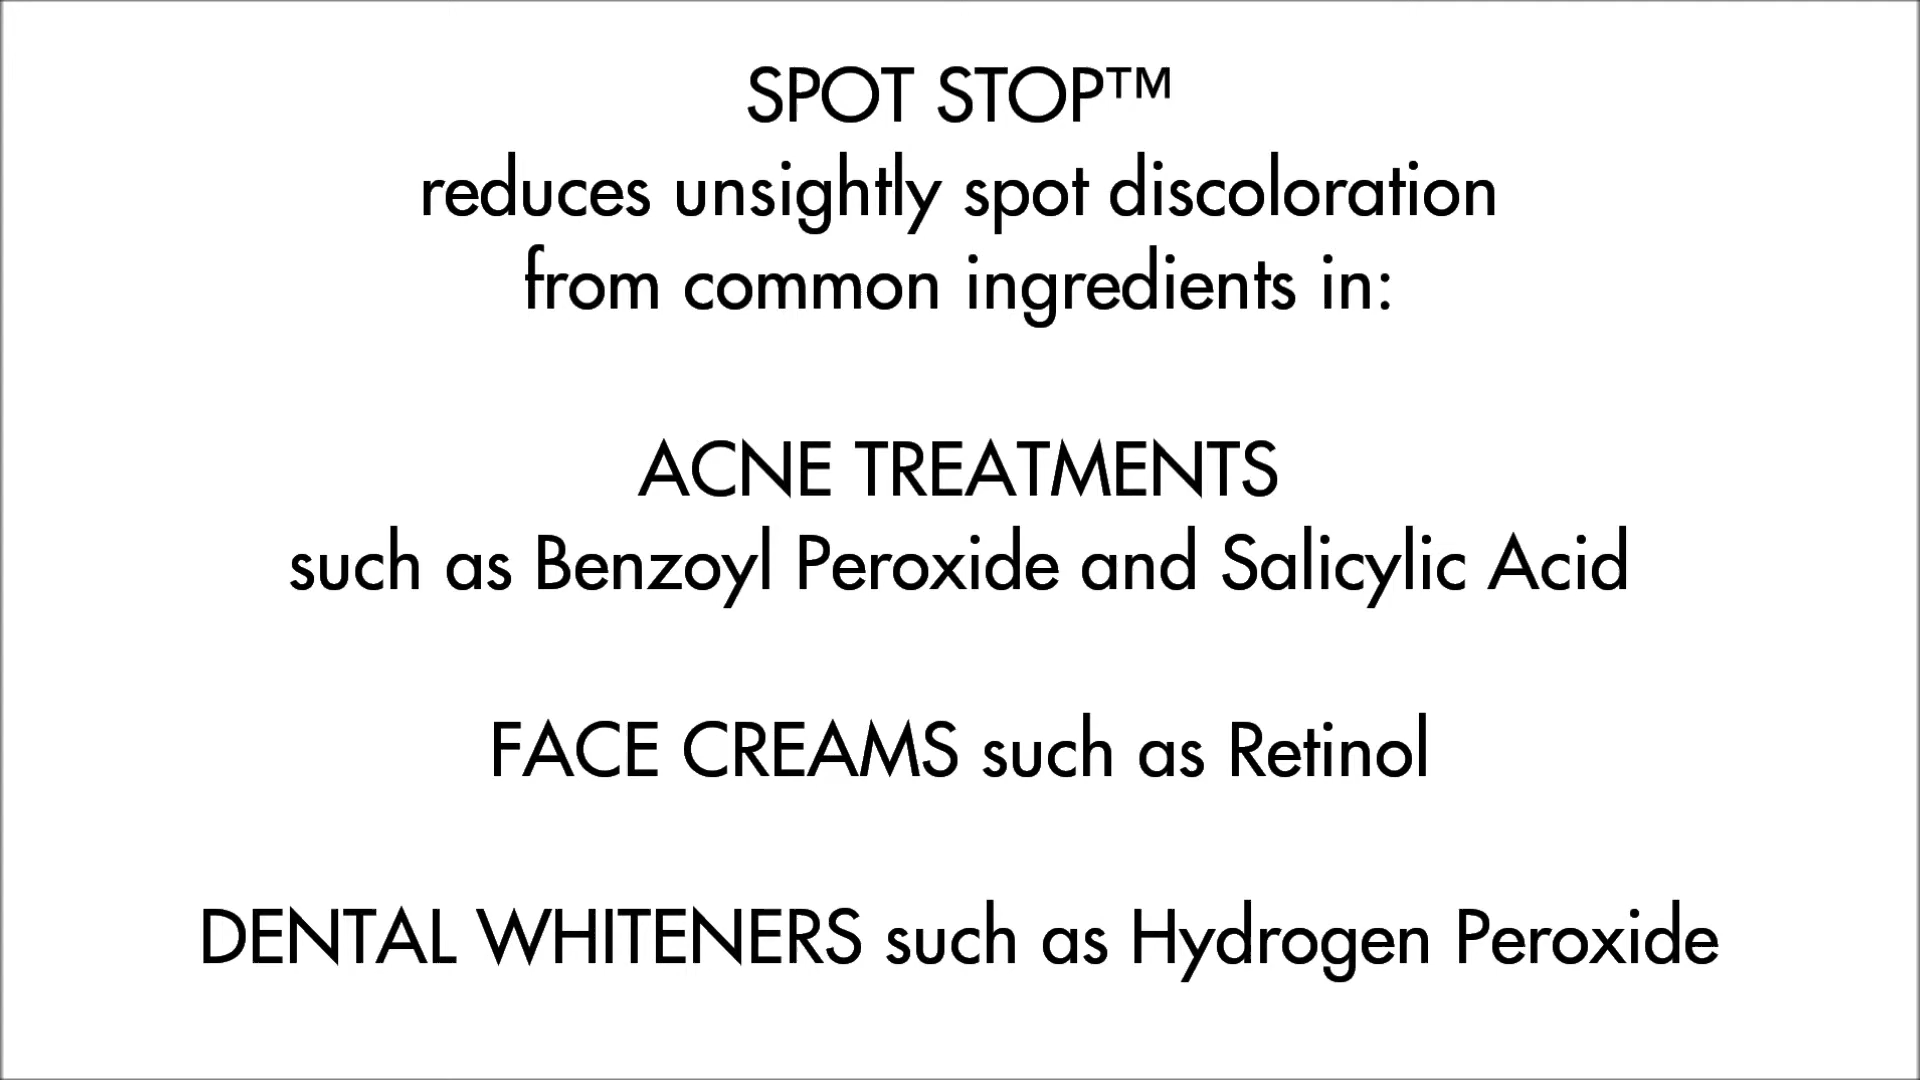 SPOT STOP™
reduces unsightly spot discoloration
from common ingredients in:
ACNE TREATMENTS
such as Benzoyl Peroxide and Salicylic Acid
FACE CREAMS such as Retinol
DENTAL WHITENERS such as Hydrogen Peroxide